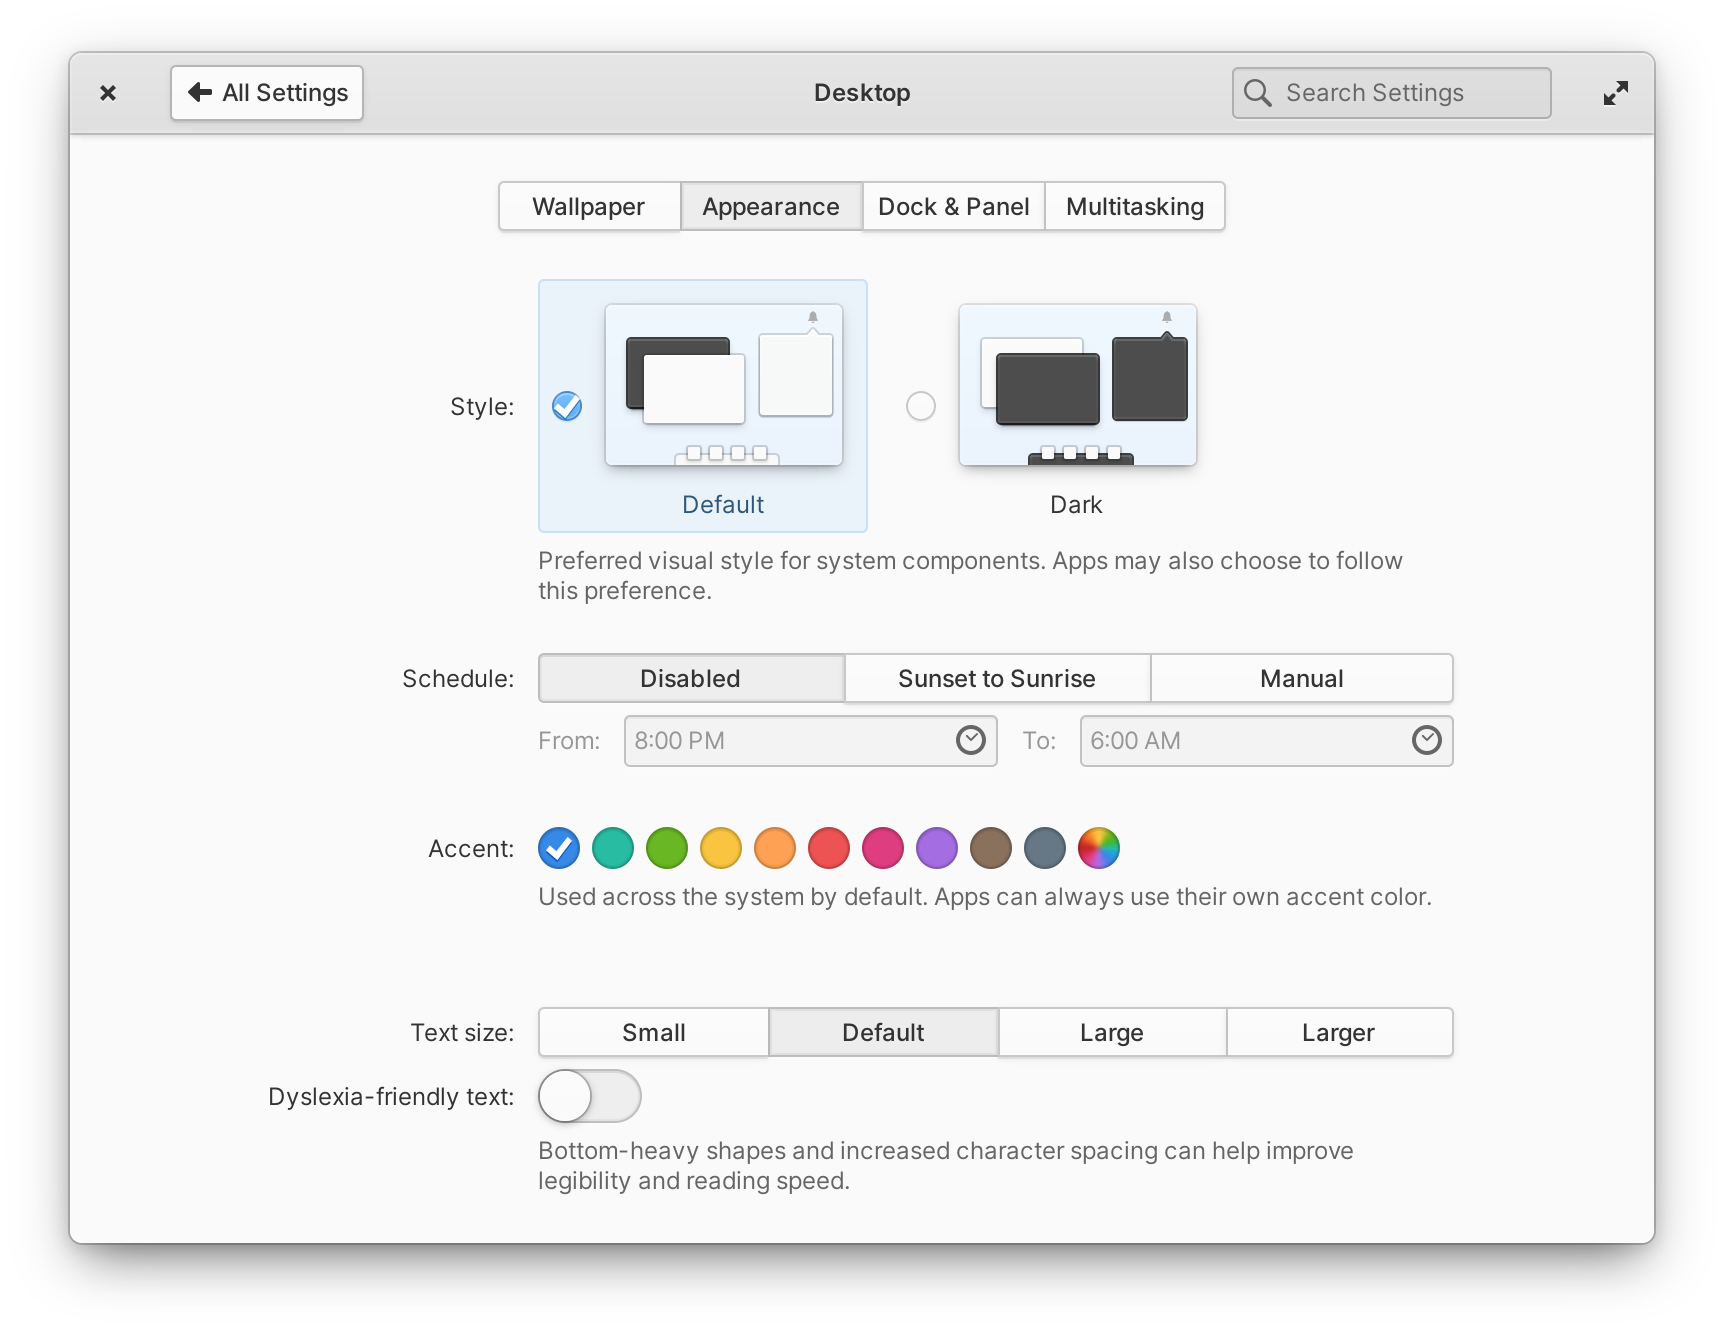 All Settings
Desktop
Search Settings
Wallpaper
Appearance
Dock & Panel
Multitasking
Style:
Default
Dark
Preferred visual style for system components. Apps may also choose to follow
this preference.
Schedule:
Disabled
Sunset to Sunrise
Manual
From:
8:00 PM
To:
6:00 AM
Accent:
Used across the system by default. Apps can always use their own accent color.
Text size:
Small
Default
Large
Larger
Dyslexia-friendly text:
Bottom-heavy shapes and increased character spacing can help improve
legibility and reading speed.